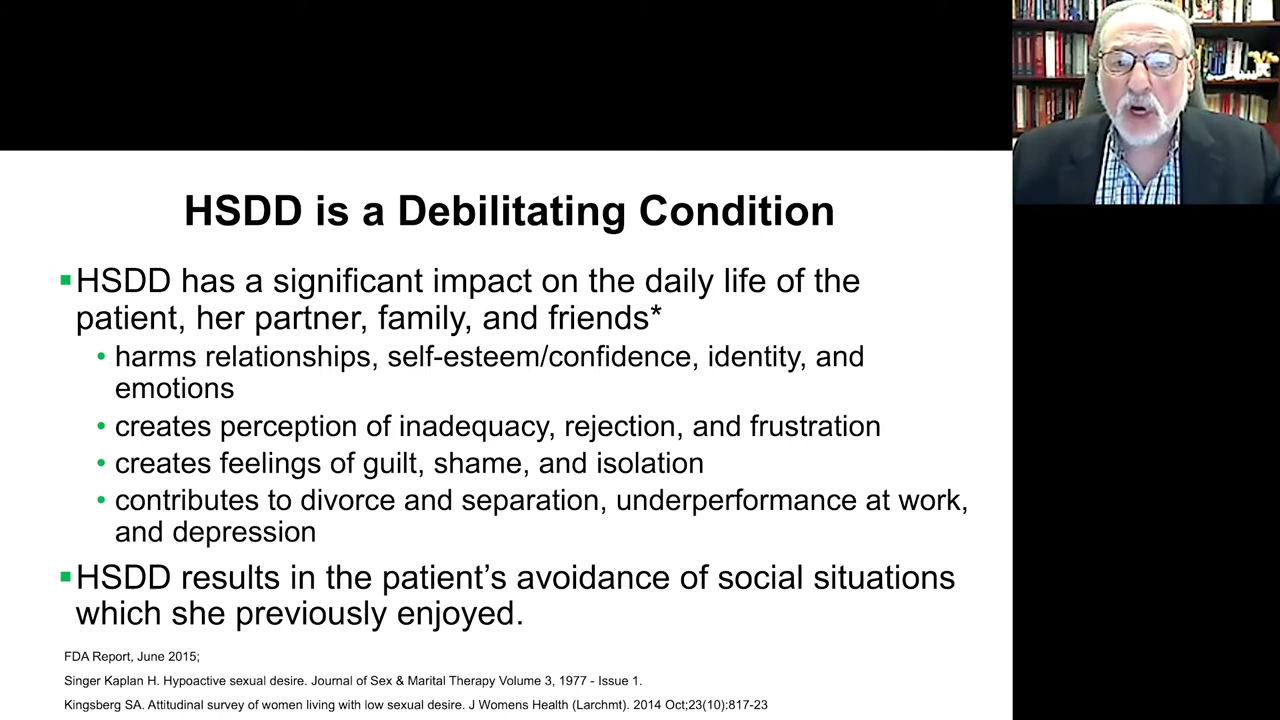 HSDD is a Debilitating Condition
▪HSDD has a significant impact on the daily life of the
patient, her partner, family, and friends*
• harms relationships, self-esteem/confidence, identity, and
emotions
• creates perception of inadequacy, rejection, and frustration
• creates feelings of guilt, shame, and isolation
• contributes to divorce and separation, underperformance at work,
and depression
▪HSDD results in the patient’s avoidance of social situations
which she previously enjoyed.
FDA Report, June 2015;
Singer Kaplan H. Hypoactive sexual desire. Journal of Sex & Marital Therapy Volume 3, 1977 - Issue 1.
Kingsberg SA. Attitudinal survey of women living with low sexual desire. J Womens Health (Larchmt). 2014 Oct;23(10):817-23